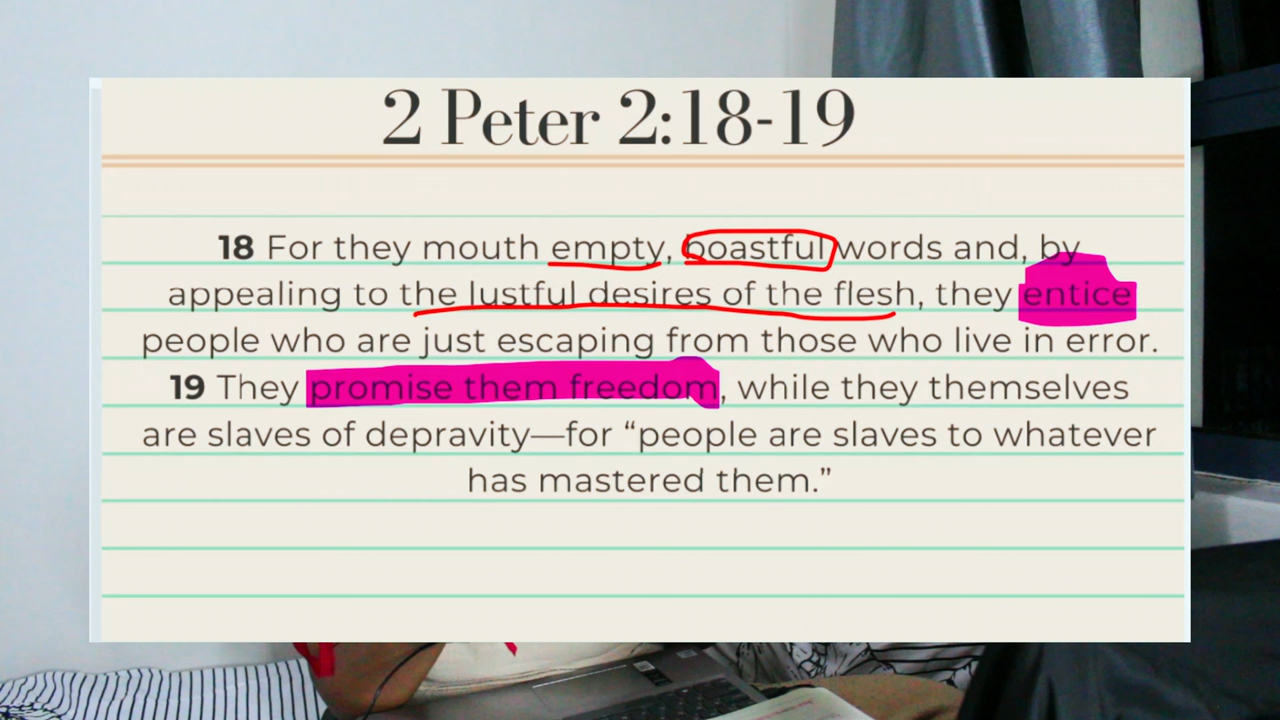 2 Peter 2:18-19
18 For they mouth empty, boastful words and, by
appealing to the lustful desires of the flesh, they entice
people who are just escaping from those who live in error.
19 They promise them freedom, while they themselves
are slaves of depravity—for “people are slaves to whatever
has mastered them.”